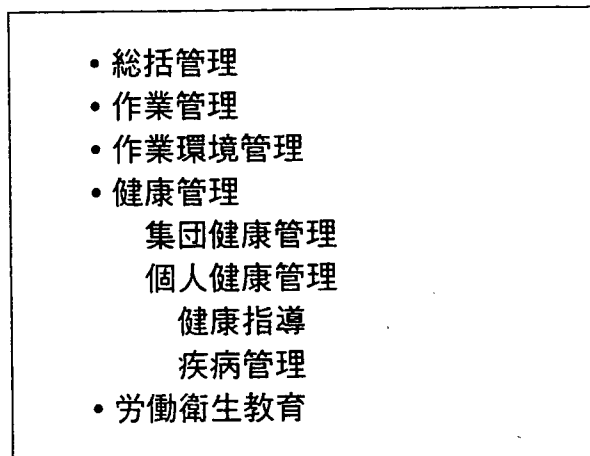 • 総括管理
• 作業管理
• 作業環境管理
• 健康管理
集団健康管理
個人健康管理
健康指導
疾病管理
• 労働衛生教育